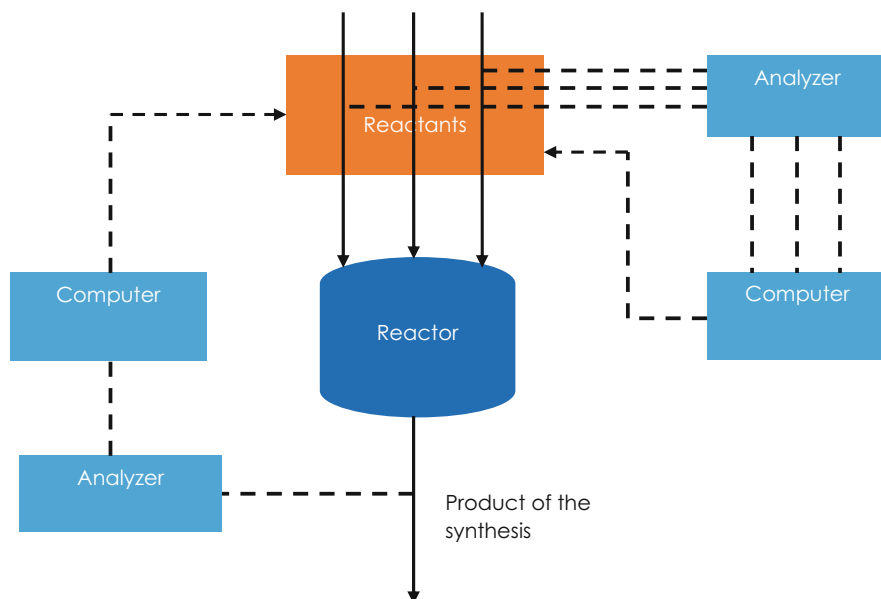 Analyzer
Reactants
Computer
Computer
Reactor
Analyzer
Product of the
synthesis